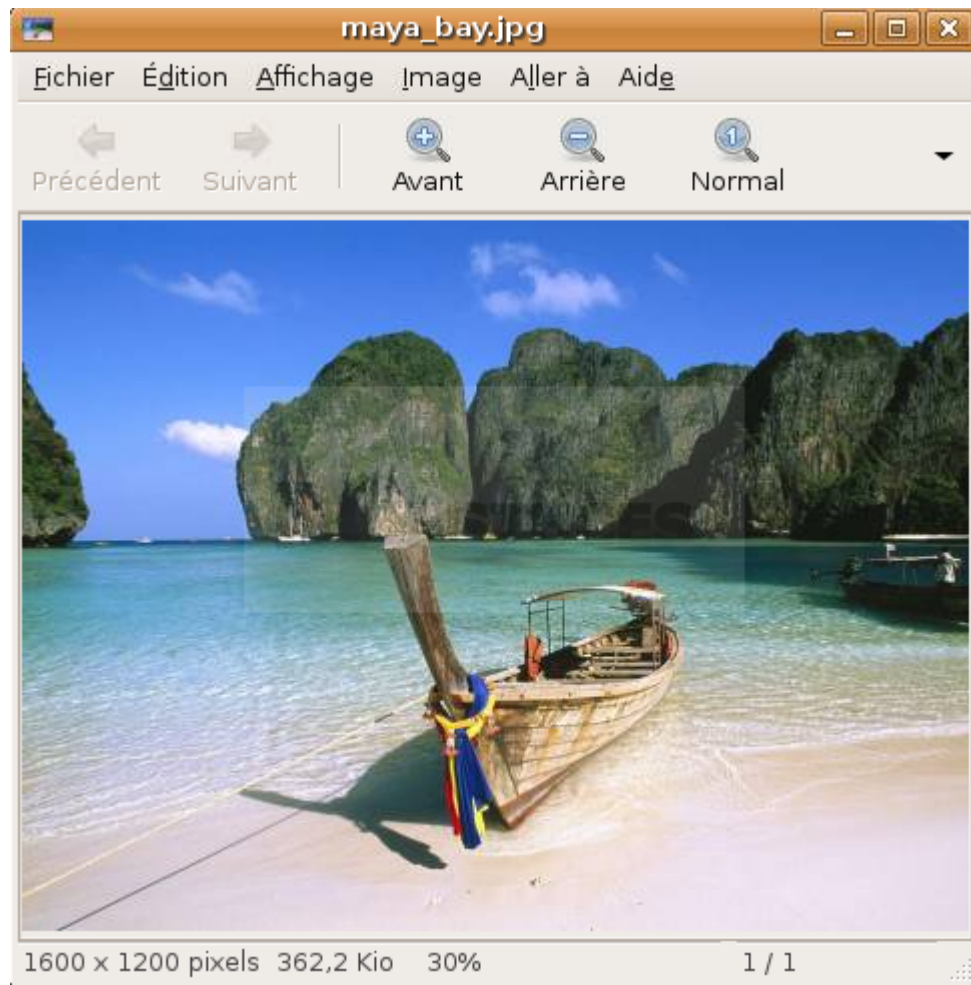 maya_bay.jpg
Fichier Édition Affichage Image Aller à Aide
Précédent Suivant Avant Arrière Normal
1600 x 1200 pixels 362,2 Kio 30% 1 / 1